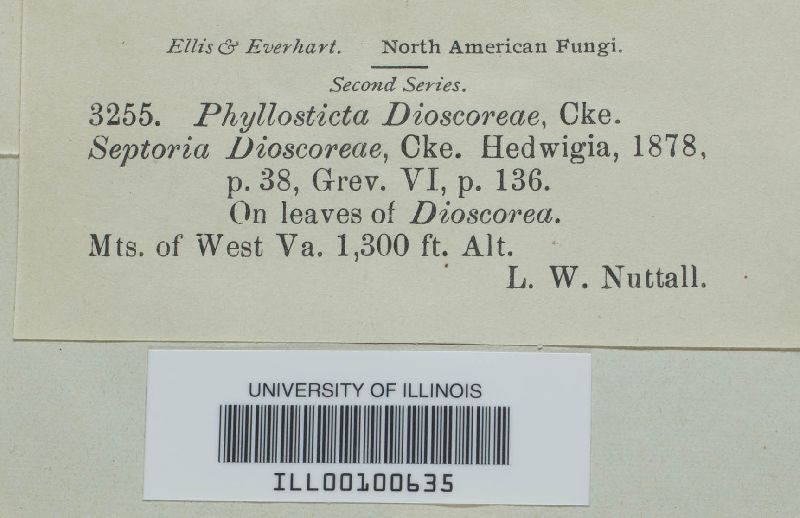 Ellis & Everhart. North American Fungi.
Second Series.
3255. Phyllosticta Dioscoreae, Cke.
Septoria Dioscoreae, Cke. Hedwigia, 1878,
p. 38, Grev. VI, p. 136.
On leaves of Dioscorea.
Mts. of West Va. 1,300 ft. Alt.
L. W. Nuttall.
UNIVERSITY OF ILLINOIS
ILL00100635